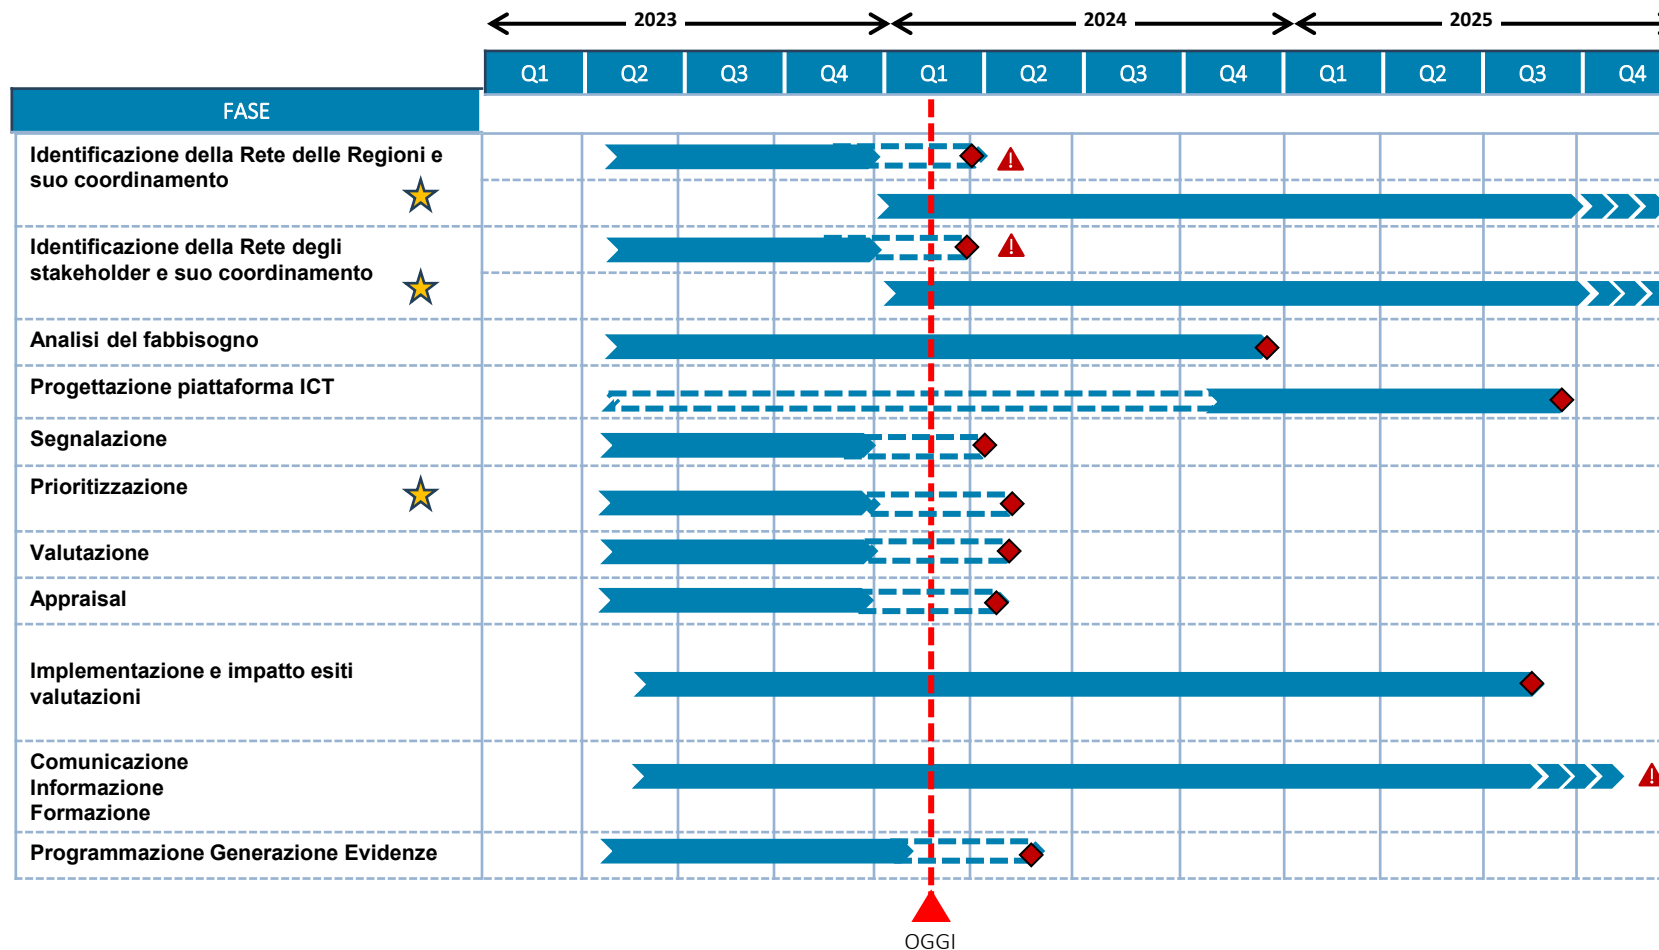 2023 2024 2025
Q1 Q2 Q3 Q4 Q1 Q2 Q3 Q4 Q1 Q2 Q3 Q4
FASE
Identificazione della Rete delle Regioni e
suo coordinamento
Identificazione della Rete degli
stakeholder e suo coordinamento
Analisi del fabbisogno
Progettazione piattaforma ICT
Segnalazione
Prioritizzazione
Valutazione
Appraisal
Implementazione e impatto esiti
valutazioni
Comunicazione
Informazione
Formazione
Programmazione Generazione Evidenze
OGGI